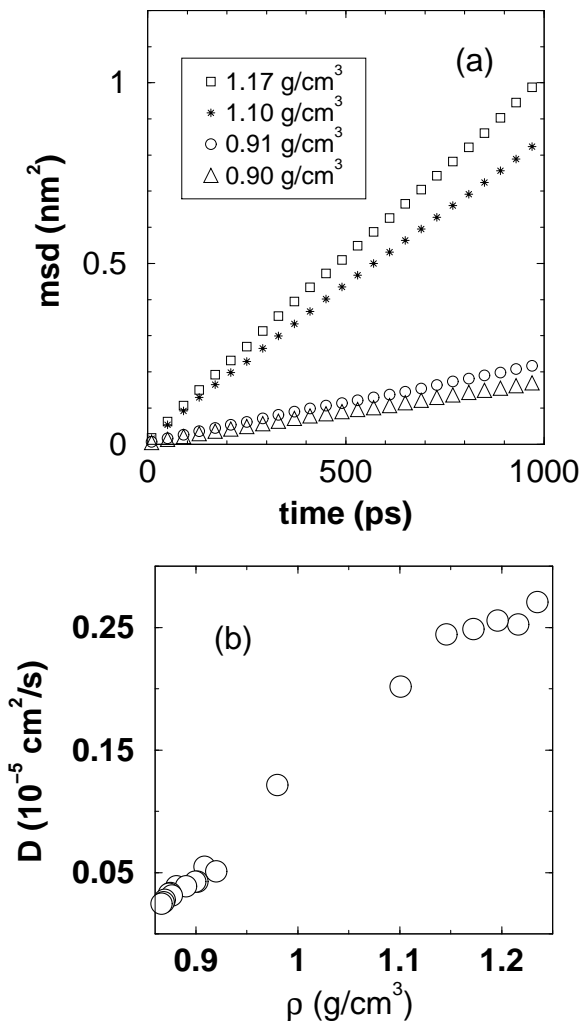 1
(a)
1.17 g/cm³
1.10 g/cm³
0.91 g/cm³
0.90 g/cm³
msd (nm²)
0.5
0
0
500
1000
time (ps)
(b)
0.25
0.15
0.05
D (10⁻⁵ cm²/s)
0.9
1
1.1
1.2
ρ (g/cm³)